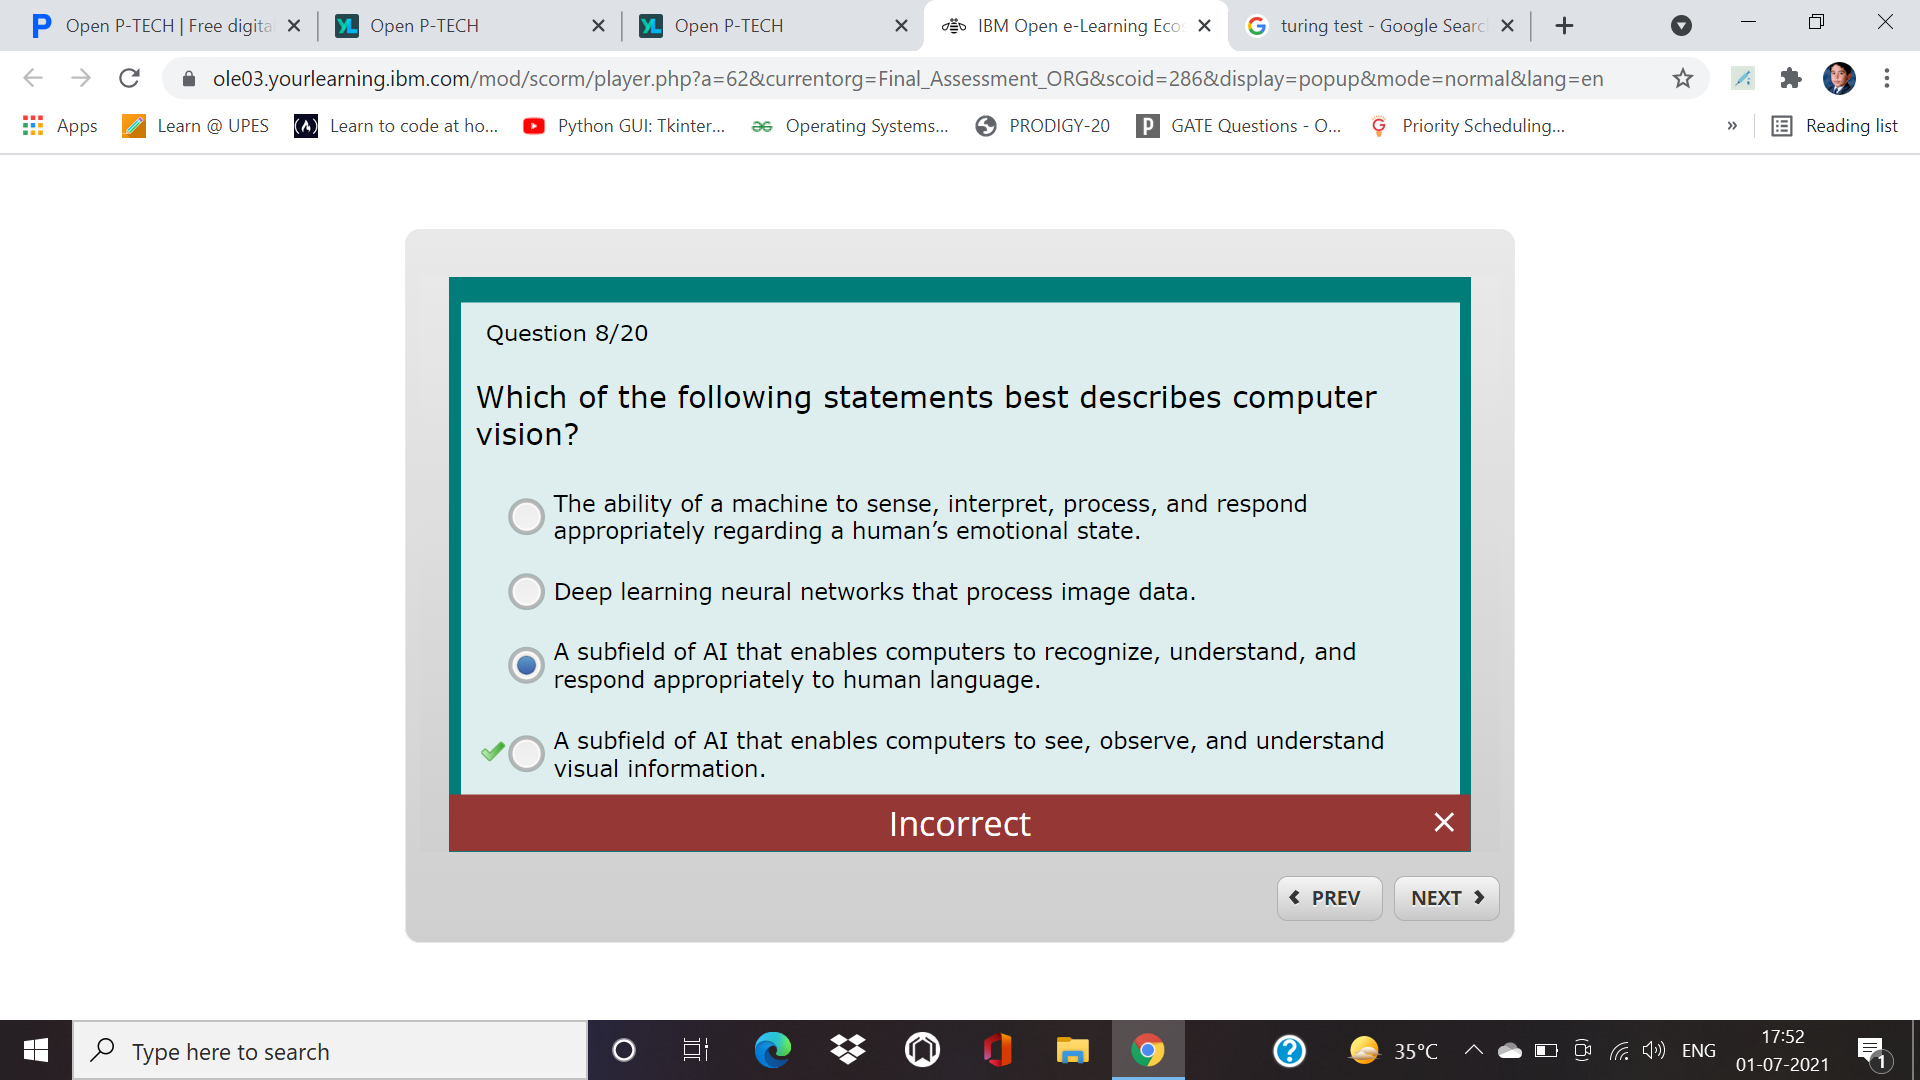 Open P-TECH | Free digita
Open P-TECH
Open P-TECH
IBM Open e-Learning Eco
turing test - Google Searc
ole03.yourlearning.ibm.com/mod/scorm/player.php?a=62&currentorg=Final_Assessment_ORG&scoid=286&display=popup&mode=normal&lang=en
Apps
Learn @ UPES
Learn to code at ho...
Python GUI: Tkinter...
Operating Systems...
PRODIGY-20
GATE Questions - O...
Priority Scheduling...
»
Reading list
Question 8/20
Which of the following statements best describes computer
vision?
The ability of a machine to sense, interpret, process, and respond
appropriately regarding a human’s emotional state.
Deep learning neural networks that process image data.
A subfield of AI that enables computers to recognize, understand, and
respond appropriately to human language.
A subfield of AI that enables computers to see, observe, and understand
visual information.
Incorrect
PREV
NEXT
Type here to search
35°C
ENG
17:52
01-07-2021
1